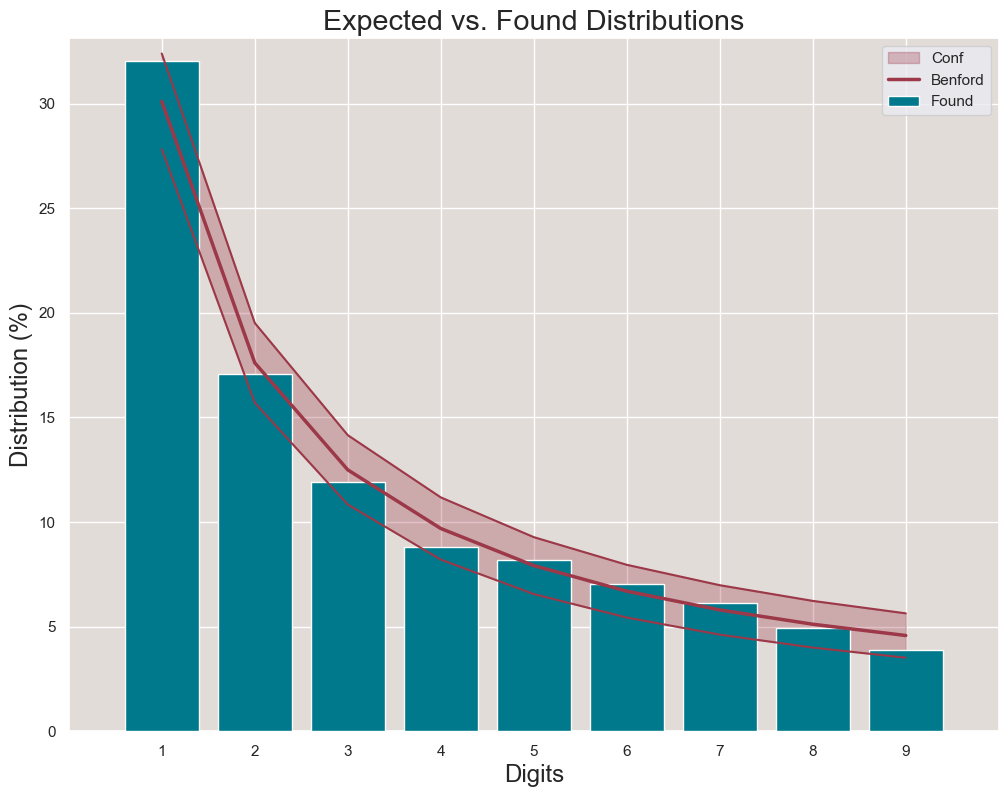 Expected vs. Found Distributions
Conf
Benford
Found
Distribution (%)
30
25
20
15
10
5
0
1 2 3 4 5 6 7 8 9
Digits